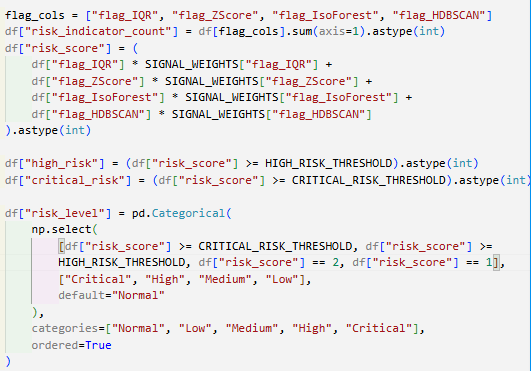 flag_cols = ["flag_IQR", "flag_ZScore", "flag_IsoForest", "flag_HDBSCAN"]
df["risk_indicator_count"] = df[flag_cols].sum(axis=1).astype(int)
df["risk_score"] = (
    df["flag_IQR"] * SIGNAL_WEIGHTS["flag_IQR"] +
    df["flag_ZScore"] * SIGNAL_WEIGHTS["flag_ZScore"] +
    df["flag_IsoForest"] * SIGNAL_WEIGHTS["flag_IsoForest"] +
    df["flag_HDBSCAN"] * SIGNAL_WEIGHTS["flag_HDBSCAN"]
).astype(int)

df["high_risk"] = (df["risk_score"] >= HIGH_RISK_THRESHOLD).astype(int)
df["critical_risk"] = (df["risk_score"] >= CRITICAL_RISK_THRESHOLD).astype(int)

df["risk_level"] = pd.Categorical(
    np.select(
        [df["risk_score"] >= CRITICAL_RISK_THRESHOLD, df["risk_score"] >=
        HIGH_RISK_THRESHOLD, df["risk_score"] == 2, df["risk_score"] == 1],
        ["Critical", "High", "Medium", "Low"],
        default="Normal"
    ),
    categories=["Normal", "Low", "Medium", "High", "Critical"],
    ordered=True
)